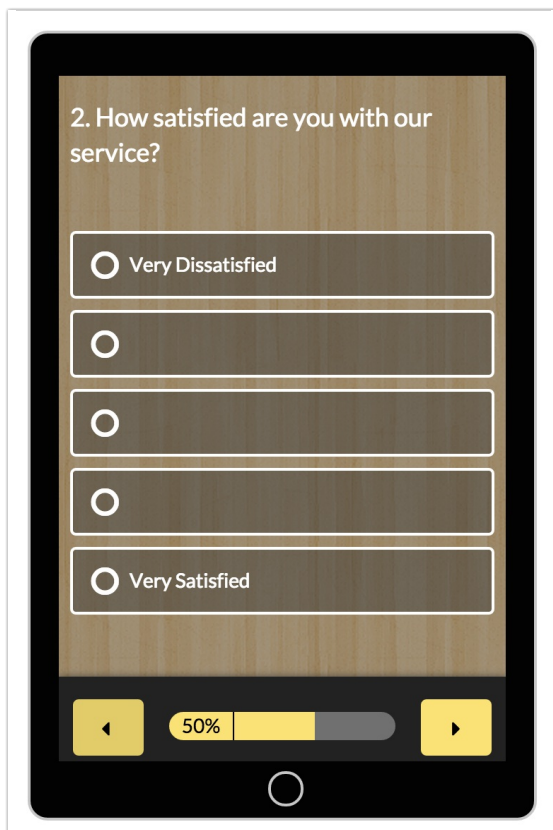 2. How satisfied are you with our
service?
Very Dissatisfied
Very Satisfied
50%